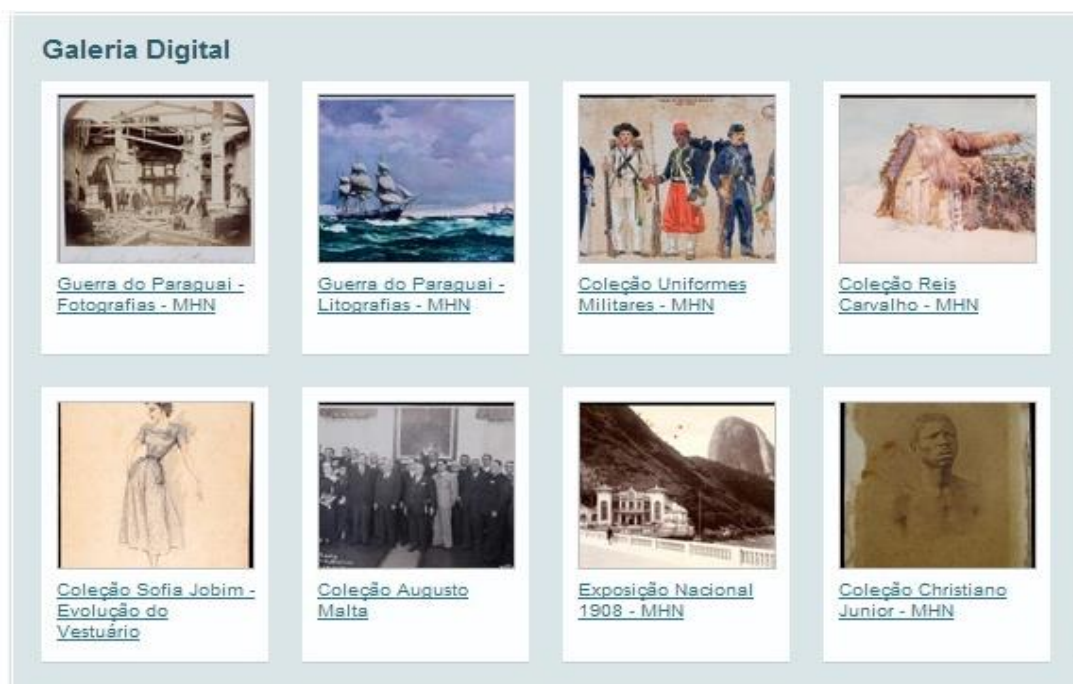 Galeria Digital
Guerra do Paraguai -
Fotografias - MHN
Guerra do Paraguai -
Litografias - MHN
Coleção Uniformes
Militares - MHN
Coleção Reis
Carvalho - MHN
Coleção Sofia Jobim -
Evolução do
Vestuário
Coleção Augusto
Malta
Exposição Nacional
1908 - MHN
Coleção Christiano
Junior - MHN